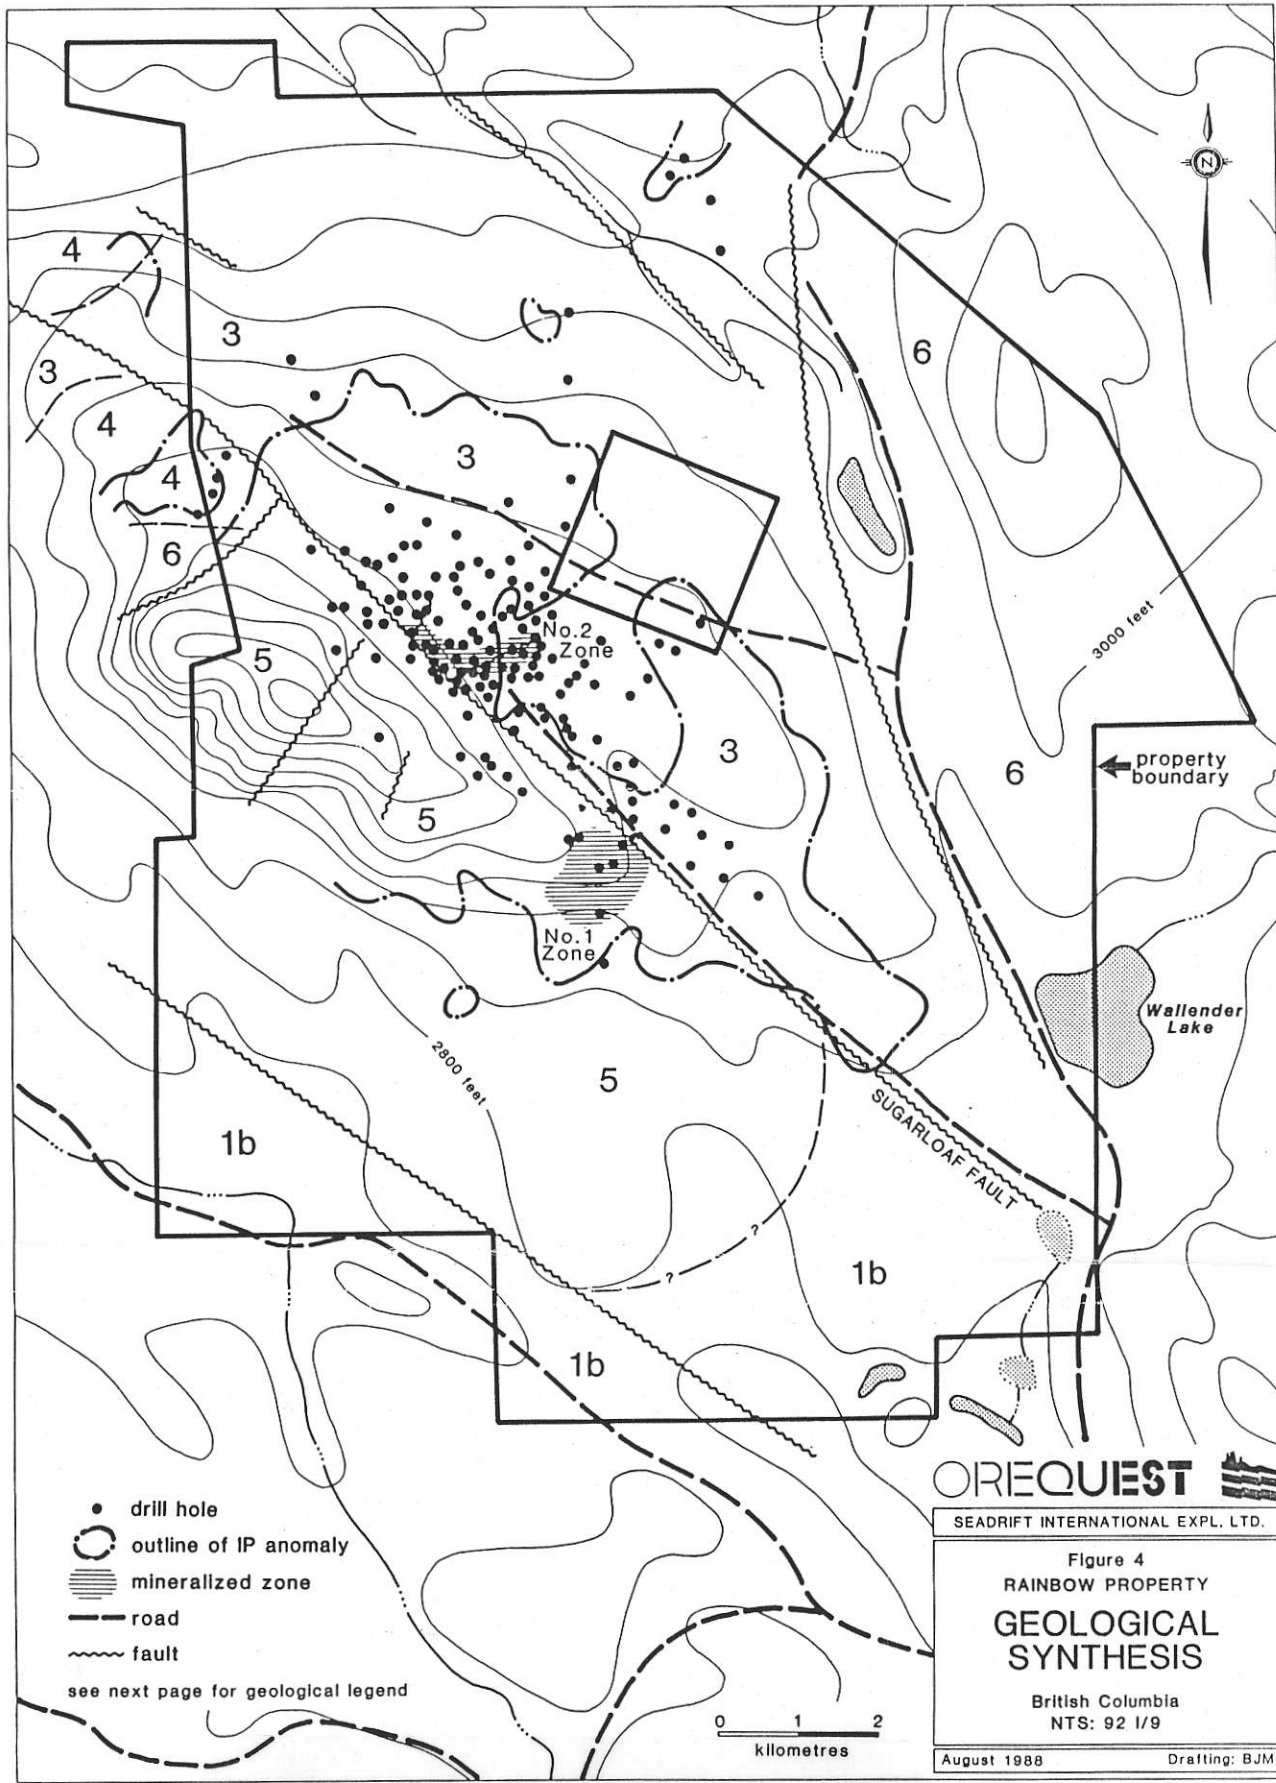 N
4
3
6
3
4
3
4
6
3000 feet
No.2
Zone
5
3
6
property
boundary
5
No.1
Zone
Wallender
Lake
2800 feet
5
SUGARLOAF FAULT
1b
?
1b
?
1b
drill hole
outline of IP anomaly
mineralized zone
road
fault
see next page for geological legend
0 1 2
kilometres
OREQUEST
SEADRIFT INTERNATIONAL EXPL. LTD.
Figure 4
RAINBOW PROPERTY
GEOLOGICAL
SYNTHESIS
British Columbia
NTS: 92 I/9
August 1988 Drafting: BJM